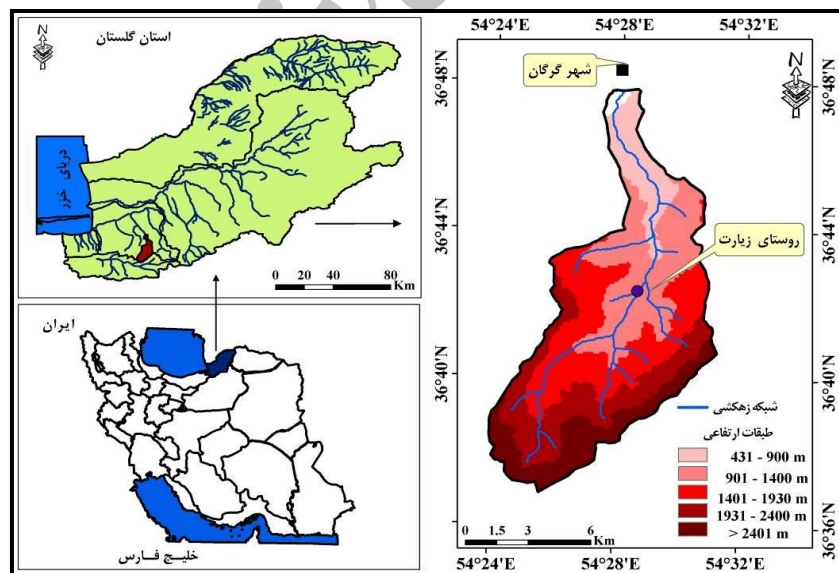 N
استان گلستان
دریای خزر
0 20 40 80
Km
ایران
خلیج فارس
54°24'E 54°28'E 54°32'E
شهر گرگان
N
36°48'N 36°48'N
36°44'N 36°44'N
روستای زیارت
36°40'N 36°40'N
شبکه زهکشی
طبقات ارتفاعی
431 - 900 m
901 - 1400 m
1401 - 1930 m
1931 - 2400 m
> 2401 m
36°36'N 36°36'N
0 1.5 3 6
Km
54°24'E 54°28'E 54°32'E